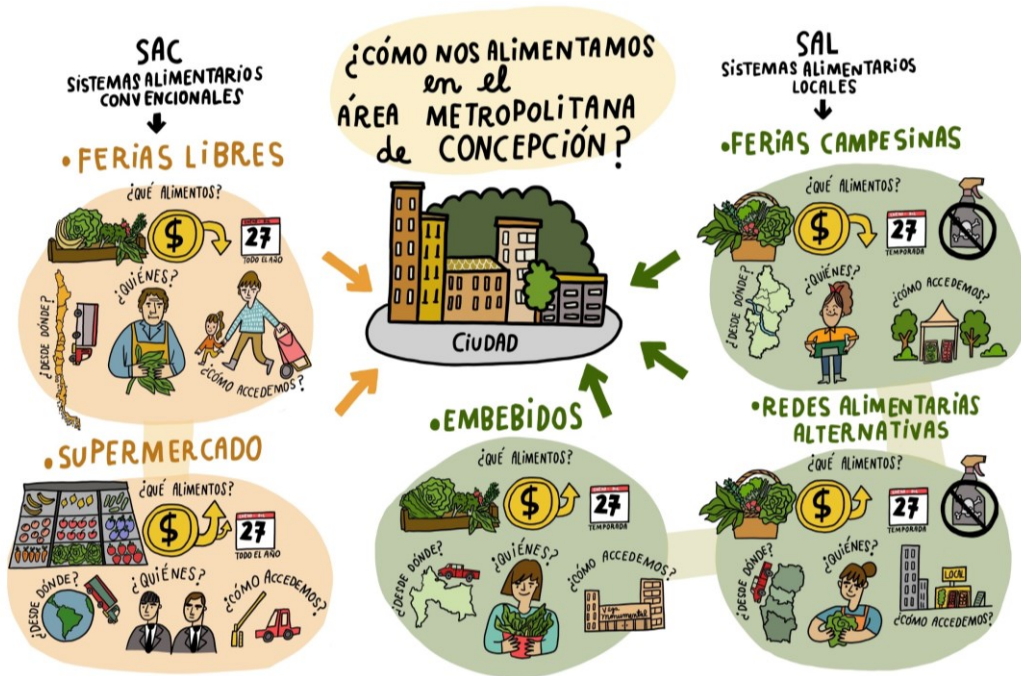 SAC
SISTEMAS ALIMENTARIOS
CONVENCIONALES
¿CÓMO NOS ALIMENTAMOS
en el
ÁREA METROPOLITANA
de CONCEPCIÓN?
SAL
SISTEMAS ALIMENTARIOS
LOCALES
• FERIAS LIBRES
¿QUÉ ALIMENTOS?
$
27
TODO EL AÑO
¿DESDE DÓNDE?
¿QUIÉNES?
¿CÓMO ACCEDEMOS?
CIUDAD
• FERIAS CAMPESINAS
¿QUÉ ALIMENTOS?
$
27
TEMPORADA
¿DESDE DÓNDE?
¿QUIÉNES?
¿CÓMO ACCEDEMOS?
• SUPERMERCADO
¿QUÉ ALIMENTOS?
$
27
TODO EL AÑO
¿DESDE DÓNDE?
¿QUIÉNES?
¿CÓMO ACCEDEMOS?
• EMBEBIDOS
¿QUÉ ALIMENTOS?
$
27
TEMPORADA
¿DESDE DÓNDE?
¿QUIÉNES?
¿CÓMO
ACCEDEMOS?
Vega
Monumental
• REDES ALIMENTARIAS
ALTERNATIVAS
¿QUÉ ALIMENTOS?
$
27
TEMPORADA
¿DESDE DÓNDE?
¿QUIÉNES?
LOCAL
¿CÓMO ACCEDEMOS?